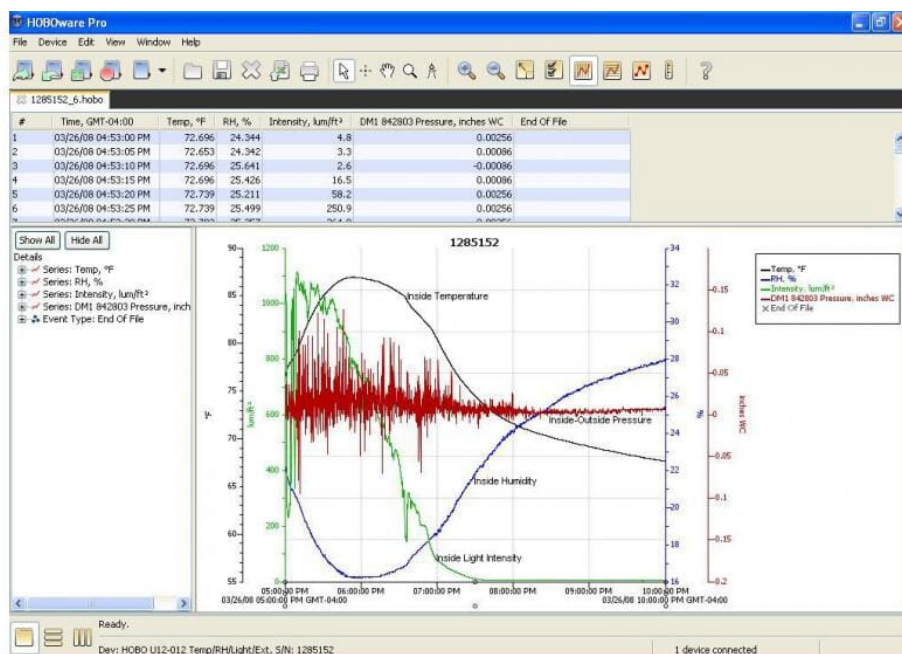 HOBOware Pro
File Device Edit View Window Help
1285152_6.hobo
# Time, GMT-04:00 Temp, °F RH, % Intensity, lum/ft² DM1 842803 Pressure, inches WC End Of File
1 03/26/08 04:53:00 PM 72.696 24.344 4.8 0.00256
2 03/26/08 04:53:05 PM 72.653 24.342 3.3 0.00086
3 03/26/08 04:53:10 PM 72.696 25.641 2.6 -0.00086
4 03/26/08 04:53:15 PM 72.696 25.426 16.5 0.00086
5 03/26/08 04:53:20 PM 72.739 25.211 58.2 0.00256
6 03/26/08 04:53:25 PM 72.739 25.499 250.9 0.00256
Show All Hide All
Details
Series: Temp, °F
Series: RH, %
Series: Intensity, lum/ft²
Series: DM1 842803 Pressure, inch
Event Type: End Of File
1285152
90 1200 34
Temp, °F
RH, %
Intensity, lum/ft²
DM1 842803 Pressure, inches WC
End Of File
Inside Temperature
85 1000 32 0.15
30 0.1
80 800
28 0.05
75
°F lum/ft² 600 26 % -0 inches WC
Inside-Outside Pressure
70
24 -0.05
400
Inside Humidity
65 22 -0.1
20
200
60 18 -0.15
Inside Light Intensity
55 0 16 -0.2
05:00:00 PM 06:00:00 PM 07:00:00 PM 08:00:00 PM 09:00:00 PM 10:00:00 PM
03/26/08 05:00:00 PM GMT-04:00 03/26/08 10:00:00 PM GMT-04:00
Ready.
Dev: HOBO U12-012 Temp/RH/Light/Ext, S/N: 1285152 1 device connected